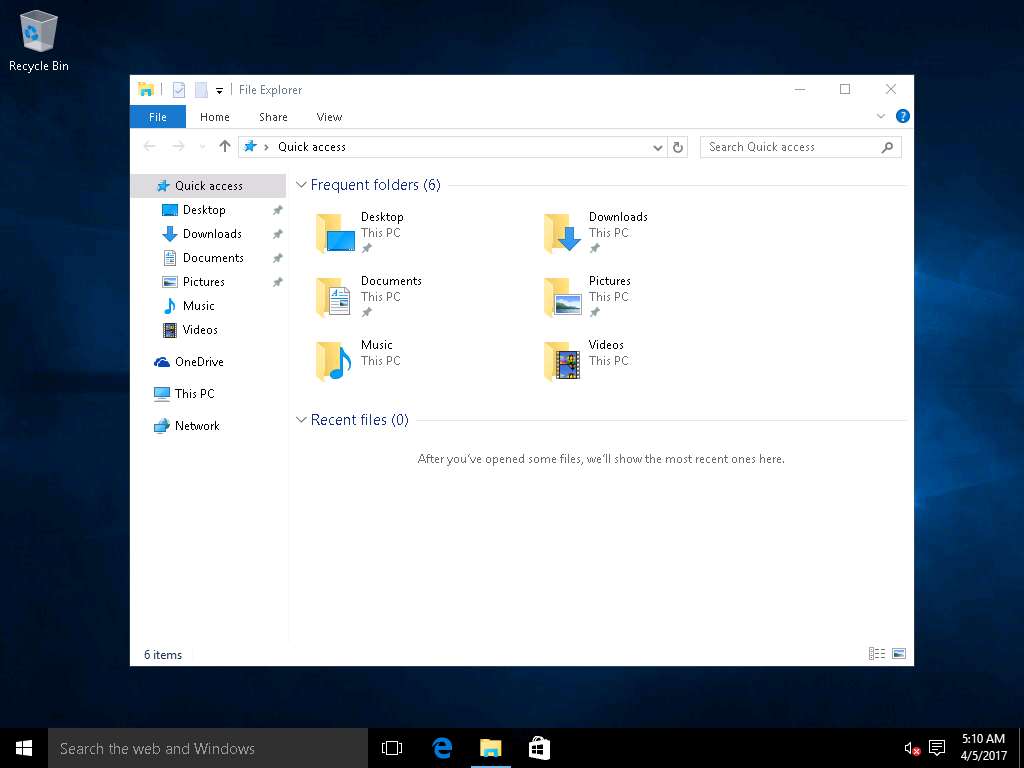 Recycle Bin
File Explorer
File Home Share View
?
Quick access
Search Quick access
Quick access
Desktop
Downloads
Documents
Pictures
Music
Videos
OneDrive
This PC
Network
Frequent folders (6)
Desktop
This PC
Downloads
This PC
Documents
This PC
Pictures
This PC
Music
This PC
Videos
This PC
Recent files (0)
After you've opened some files, we'll show the most recent ones here.
6 items
Search the web and Windows
5:10 AM
4/5/2017